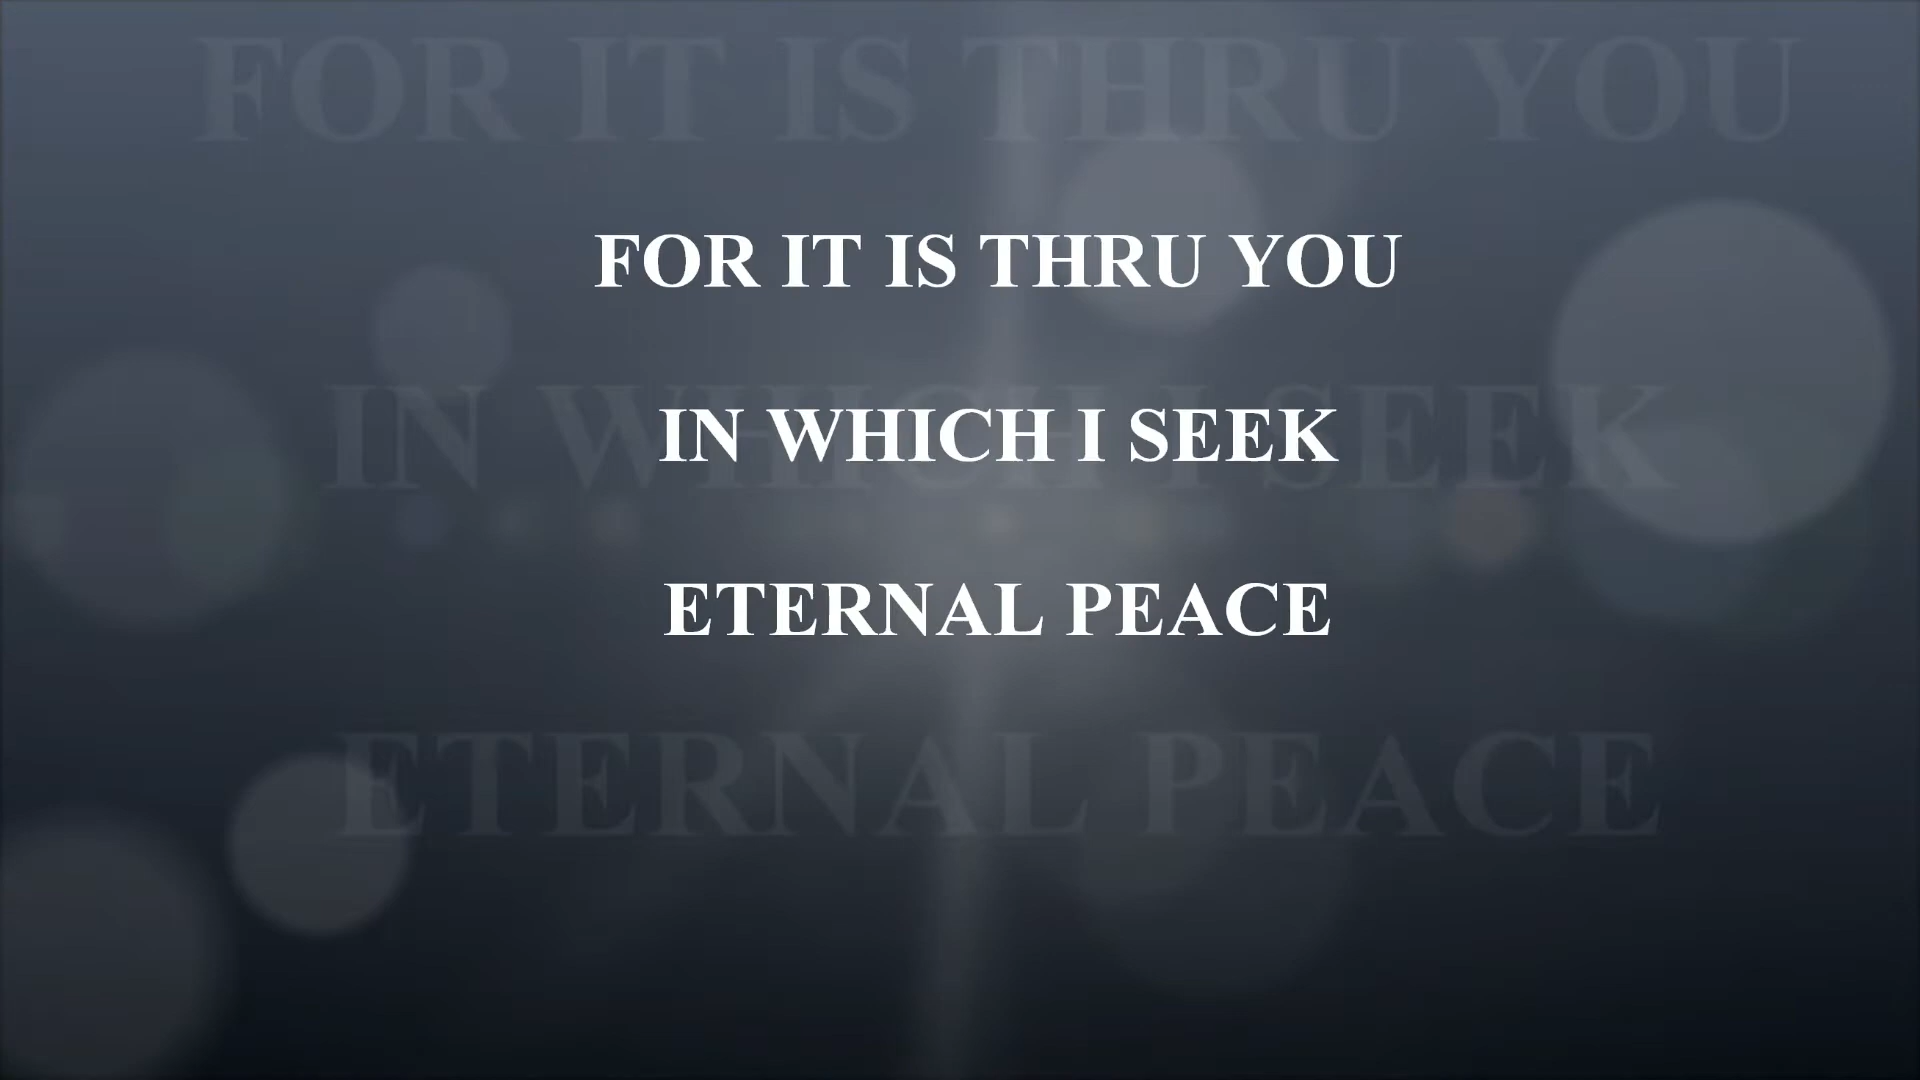 FOR IT IS THRU YOU
FOR IT IS THRU YOU
IN WHICH I SEEK
IN WHICH I SEEK
ETERNAL PEACE
ETERNAL PEACE